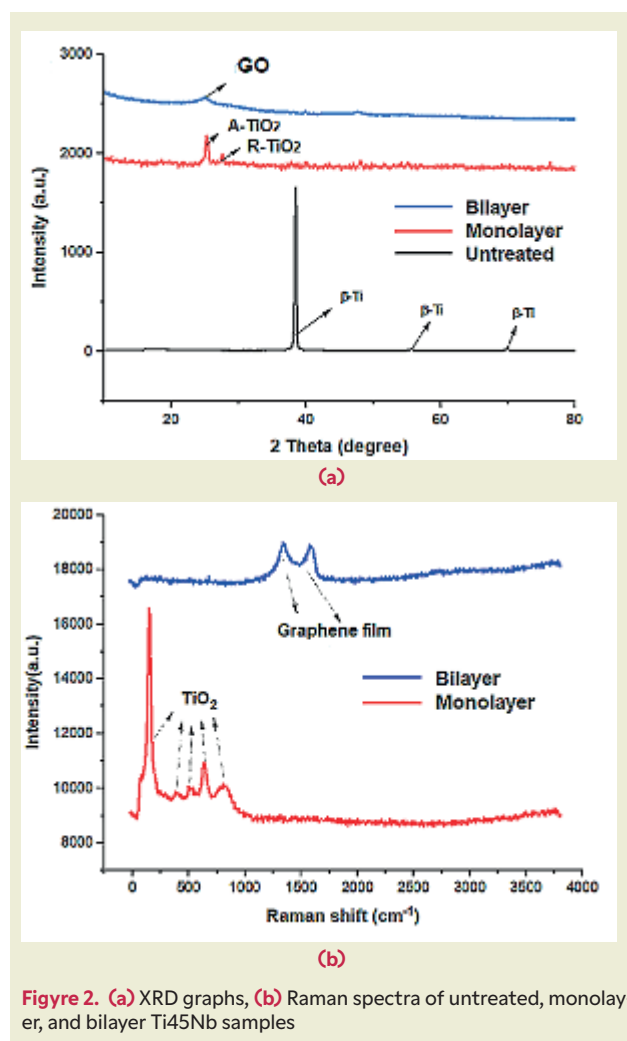 3000
GO
A-TiO2
2000
R-TiO2
Bilayer
Monolayer
Untreated
1000
β-Ti
β-Ti
β-Ti
0
Intensity (a.u.)
20
40
60
80
2 Theta (degree)
(a)
20000
18000
Graphene film
16000
Bilayer
Monolayer
14000
TiO2
12000
10000
8000
Intensity(a.u.)
0
500
1000
1500
2000
2500
3000
3500
4000
Raman shift (cm-1)
(b)
Figyre 2. (a) XRD graphs, (b) Raman spectra of untreated, monolay
er, and bilayer Ti45Nb samples